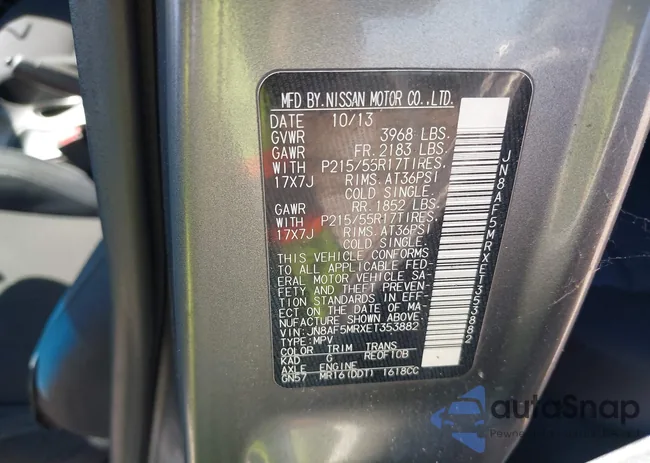 MFD BY.NISSAN MOTOR CO.,LTD.
DATE 10/13
GVWR 3968 LBS.
GAWR FR. 2183 LBS.
WITH P215/55R17TIRES,
17X7J RIMS. AT36PSI
COLD SINGLE.
GAWR RR. 1852 LBS.
WITH P215/55R17TIRES,
17X7J RIMS. AT36PSI
COLD SINGLE.
THIS VEHICLE CONFORMS
TO ALL APPLICABLE FED-
ERAL MOTOR VEHICLE SA-
FETY AND THEFT PREVEN-
TION STANDARDS IN EFF-
ECT ON THE DATE OF MA-
NUFACTURE SHOWN ABOVE.
VIN:JN8AF5MRXET353882
TYPE:MPV
COLOR TRIM TRANS
KAD G RE0F10B
AXLE ENGINE
GN57 MR16(DDT) 1618CC
JN8AF5MRXET353882
autoSnap